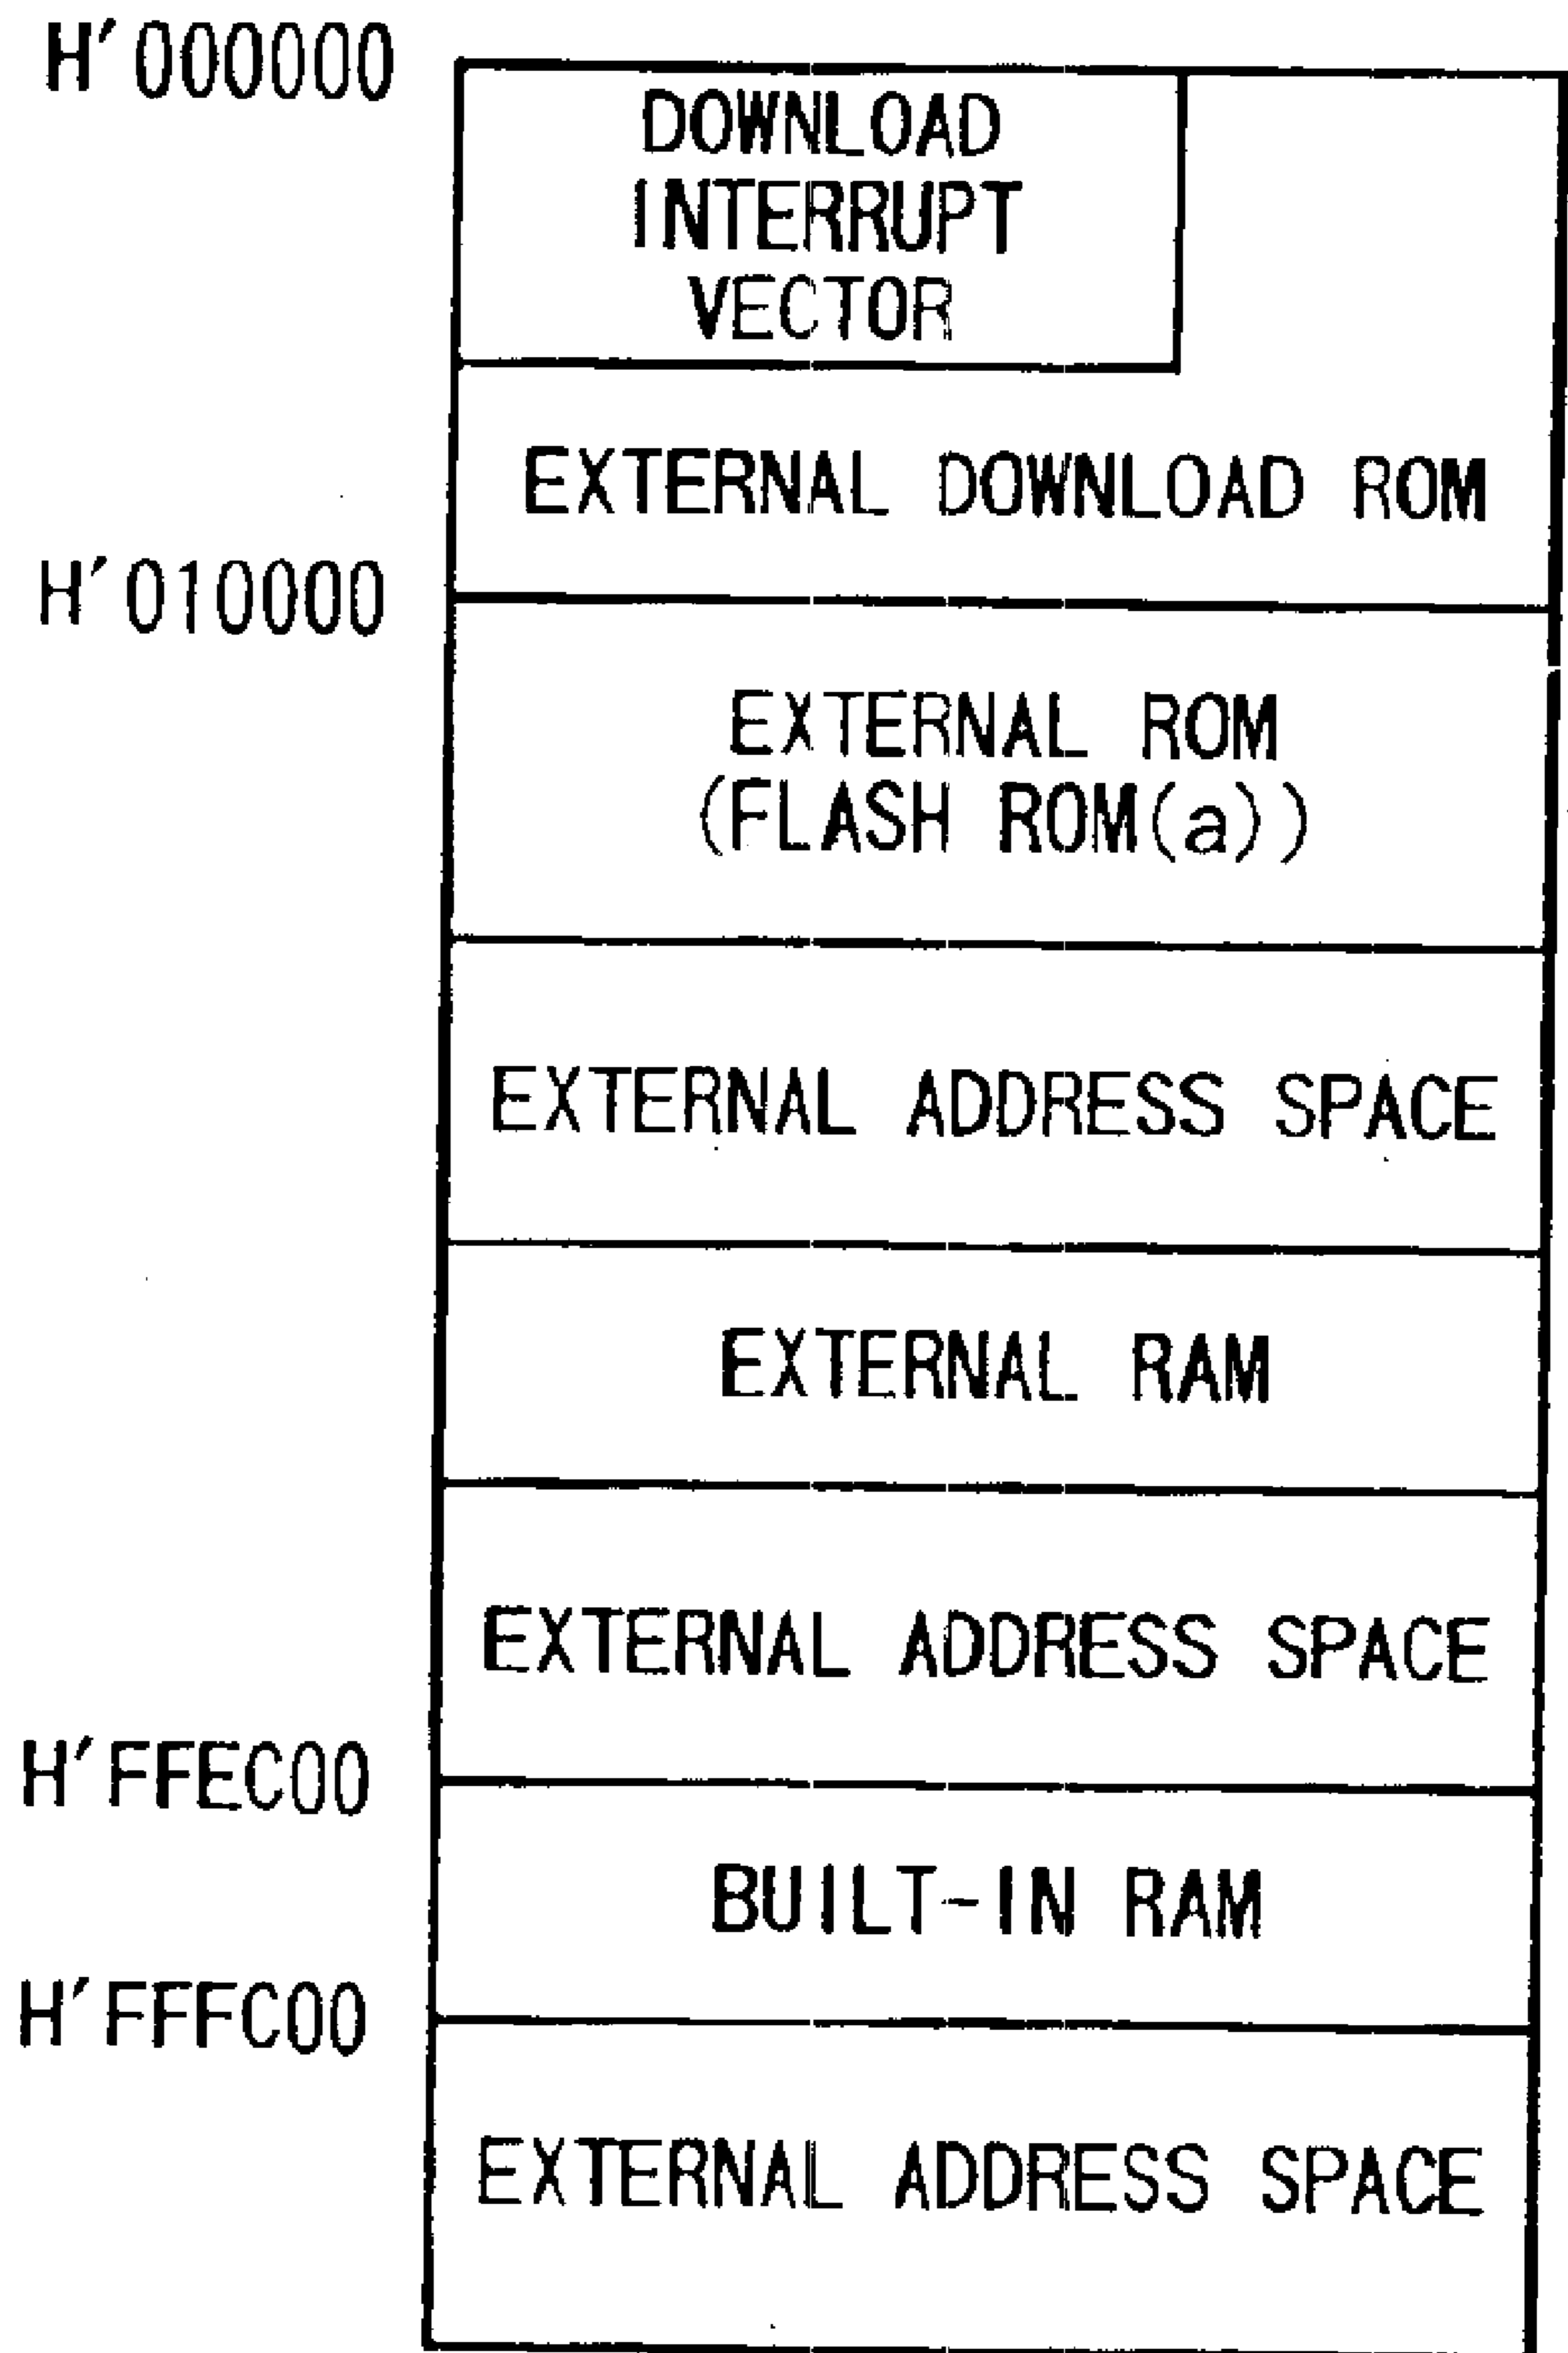 H'000000
DOWNLOAD
INTERRUPT
VECTOR
EXTERNAL DOWNLOAD ROM
H'010000
EXTERNAL ROM
(FLASH ROM(a))
EXTERNAL ADDRESS SPACE
EXTERNAL RAM
EXTERNAL ADDRESS SPACE
H'FFEC00
BUILT-IN RAM
H'FFFC00
EXTERNAL ADDRESS SPACE